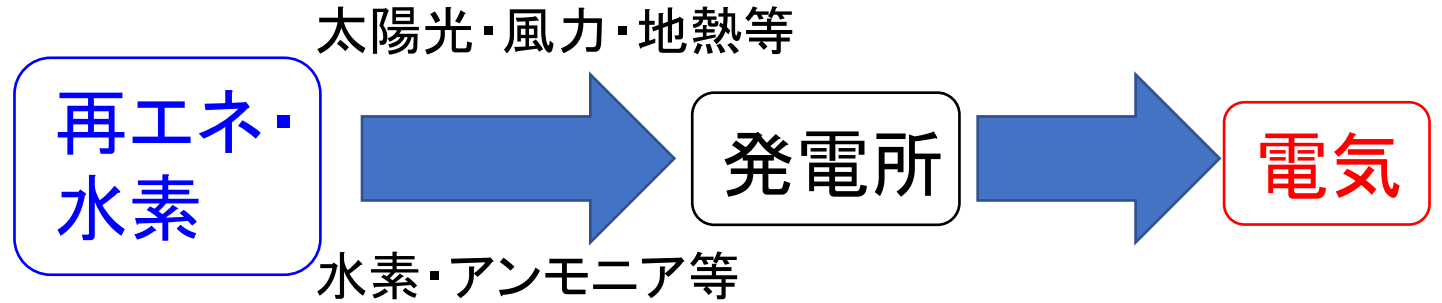 太陽光・風力・地熱等
再エネ・
水素
発電所
電気
水素・アンモニア等